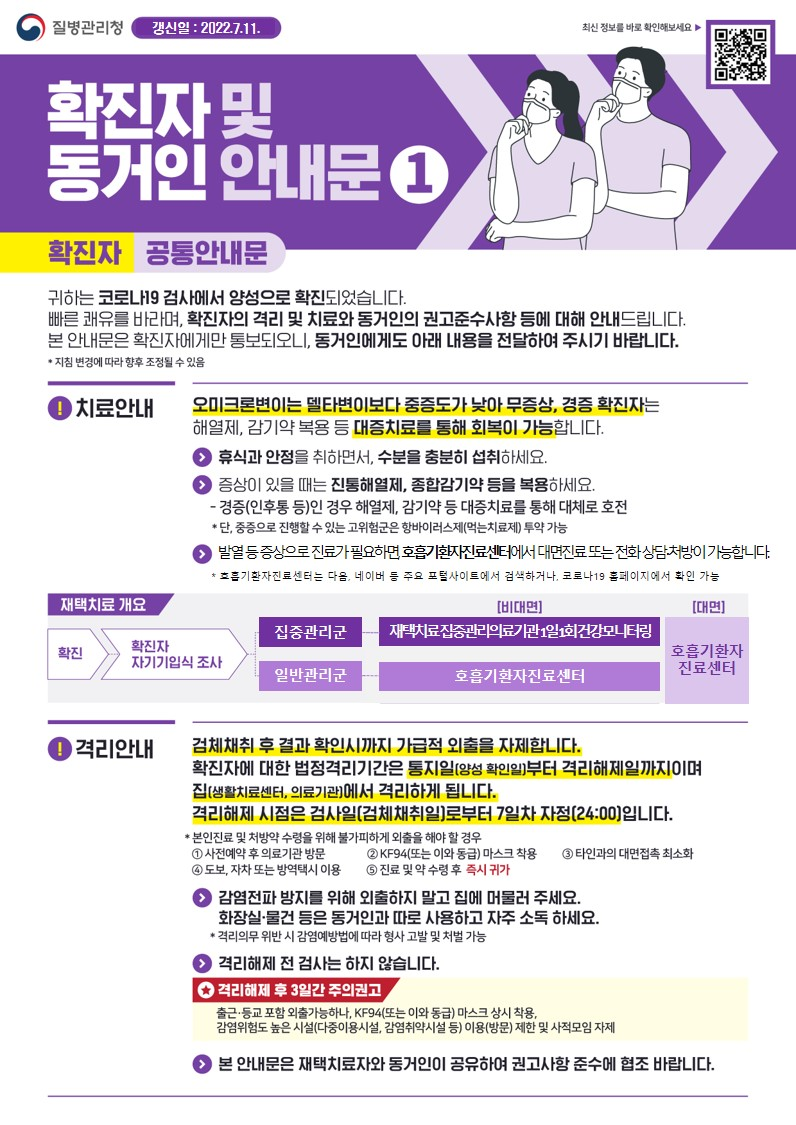 질병관리청
갱신일 : 2022.7.11.
최신 정보를 바로 확인해보세요 ▶
확진자 및
동거인 안내문 1
확진자 공통안내문
귀하는 코로나19 검사에서 양성으로 확진되었습니다.
빠른 쾌유를 바라며, 확진자의 격리 및 치료와 동거인의 권고준수사항 등에 대해 안내드립니다.
본 안내문은 확진자에게만 통보되오니, 동거인에게도 아래 내용을 전달하여 주시기 바랍니다.
* 지침 변경에 따라 향후 조정될 수 있음
! 치료안내
오미크론변이는 델타변이보다 중증도가 낮아 무증상, 경증 확진자는
해열제, 감기약 복용 등 대증치료를 통해 회복이 가능합니다.
휴식과 안정을 취하면서, 수분을 충분히 섭취하세요.
증상이 있을 때는 진통해열제, 종합감기약 등을 복용하세요.
- 경증(인후통 등)인 경우 해열제, 감기약 등 대증치료를 통해 대체로 호전
* 단, 중증으로 진행할 수 있는 고위험군은 항바이러스제(먹는치료제) 투약 가능
발열 등 증상으로 진료가 필요하면, 호흡기환자진료센터에서 대면진료 또는 전화 상담·처방이 가능합니다.
* 호흡기환자진료센터는 다음, 네이버 등 주요 포털사이트에서 검색하거나, 코로나19 홈페이지에서 확인 가능
재택치료 개요
[비대면]
[대면]
확진
확진자
자기기입식 조사
집중관리군
재택치료집중관리의료기관 1일1회 건강모니터링
일반관리군
호흡기환자진료센터
호흡기환자
진료센터
! 격리안내
검체채취 후 결과 확인시까지 가급적 외출을 자제합니다.
확진자에 대한 법정격리기간은 통지일(양성 확인일)부터 격리해제일까지이며
집(생활치료센터, 의료기관)에서 격리하게 됩니다.
격리해제 시점은 검사일(검체채취일)로부터 7일차 자정(24:00)입니다.
* 본인진료 및 처방약 수령을 위해 불가피하게 외출을 해야 할 경우
① 사전예약 후 의료기관 방문 ② KF94(또는 이와 동급) 마스크 착용 ③ 타인과의 대면접촉 최소화
④ 도보, 자차 또는 방역택시 이용 ⑤ 진료 및 약 수령 후 즉시 귀가
감염전파 방지를 위해 외출하지 말고 집에 머물러 주세요.
화장실·물건 등은 동거인과 따로 사용하고 자주 소독 하세요.
* 격리의무 위반 시 감염예방법에 따라 형사 고발 및 처벌 가능
격리해제 전 검사는 하지 않습니다.
격리해제 후 3일간 주의권고
출근·등교 포함 외출가능하나, KF94(또는 이와 동급) 마스크 상시 착용,
감염위험도 높은 시설(다중이용시설, 감염취약시설 등) 이용(방문) 제한 및 사적모임 자제
본 안내문은 재택치료자와 동거인이 공유하여 권고사항 준수에 협조 바랍니다.